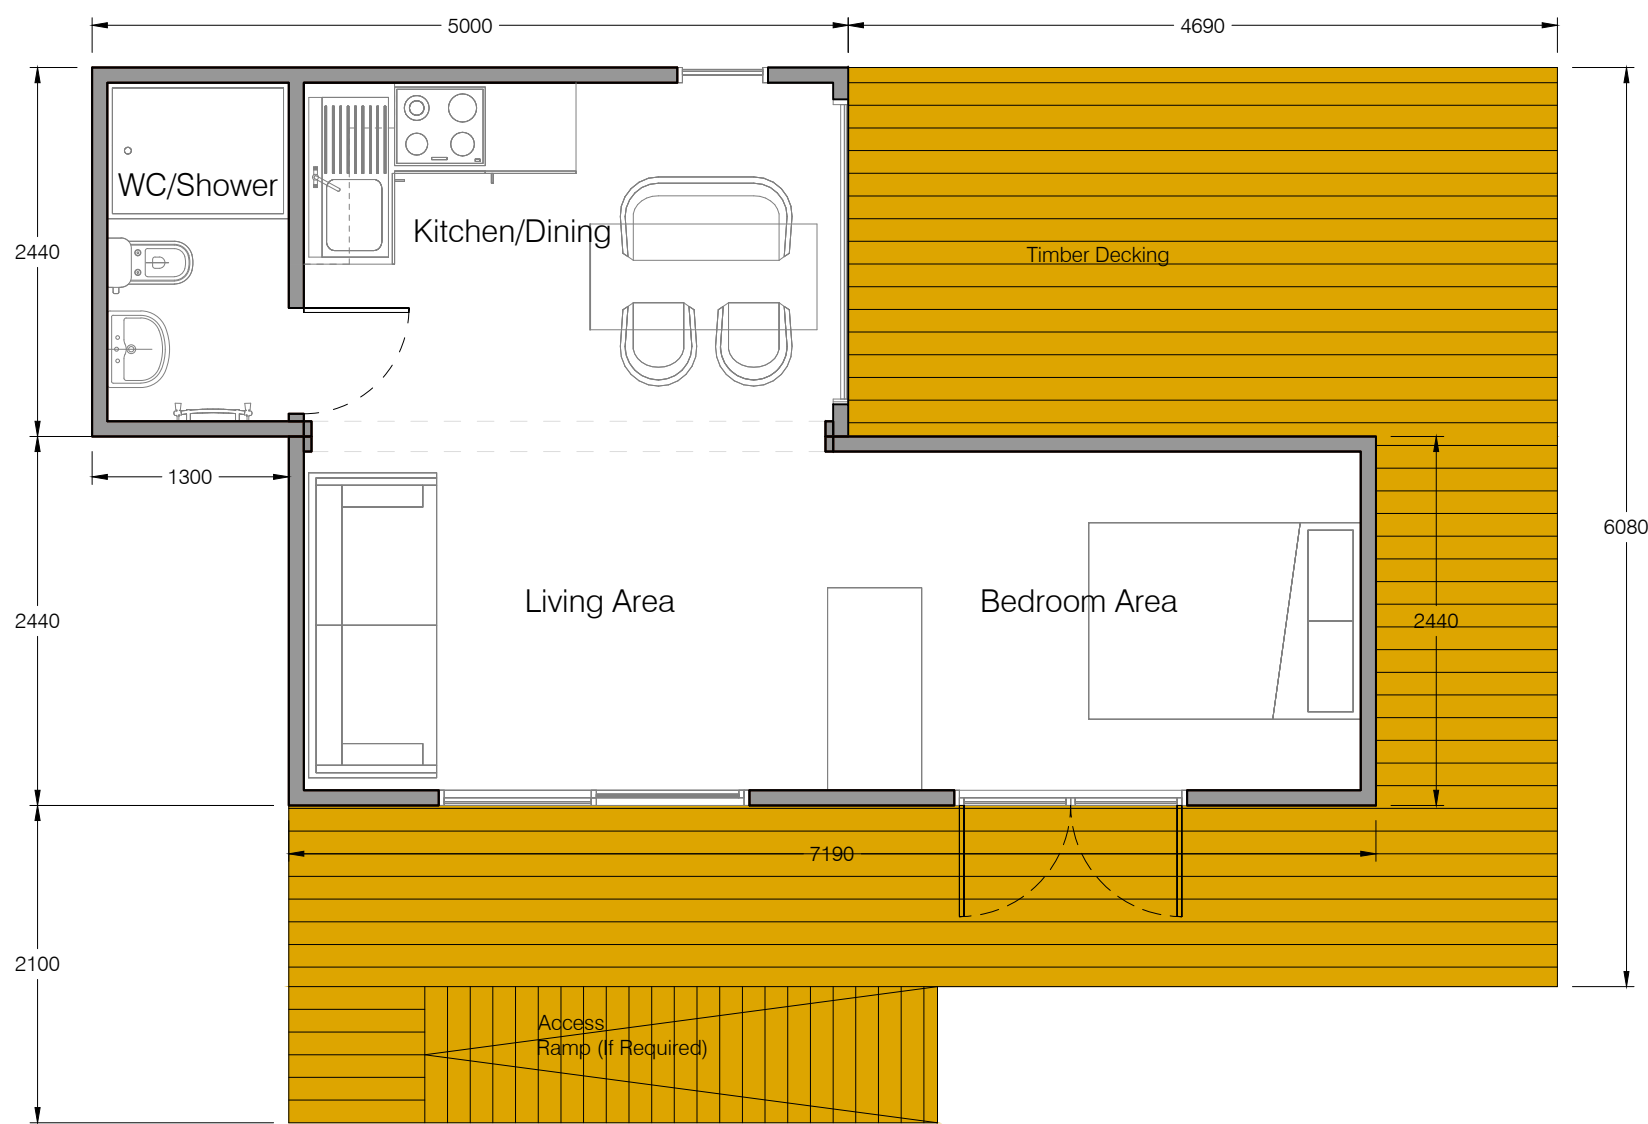 5000
4690
WC/Shower
Kitchen/Dining
2440
Timber Decking
1300
6080
Living Area
Bedroom Area
2440
2440
7190
2100
Access
Ramp (If Required)